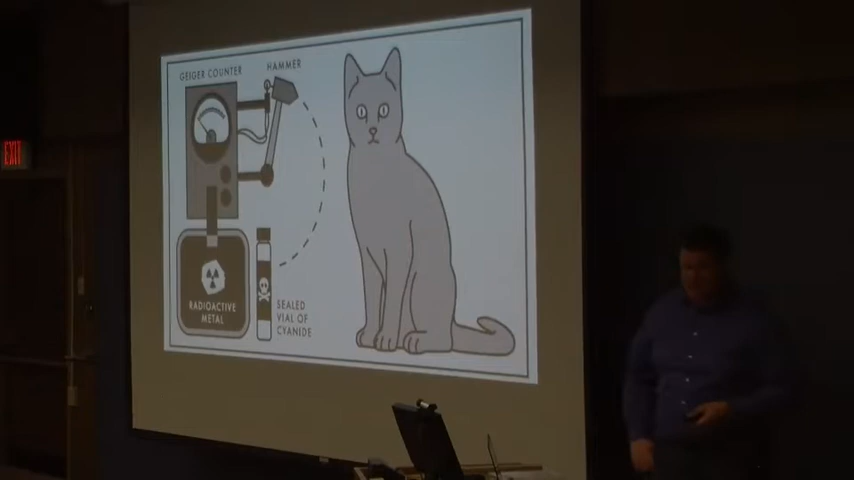 EXIT
GEIGER COUNTER
HAMMER
RADIOACTIVE
METAL
SEALED
VIAL OF
CYANIDE